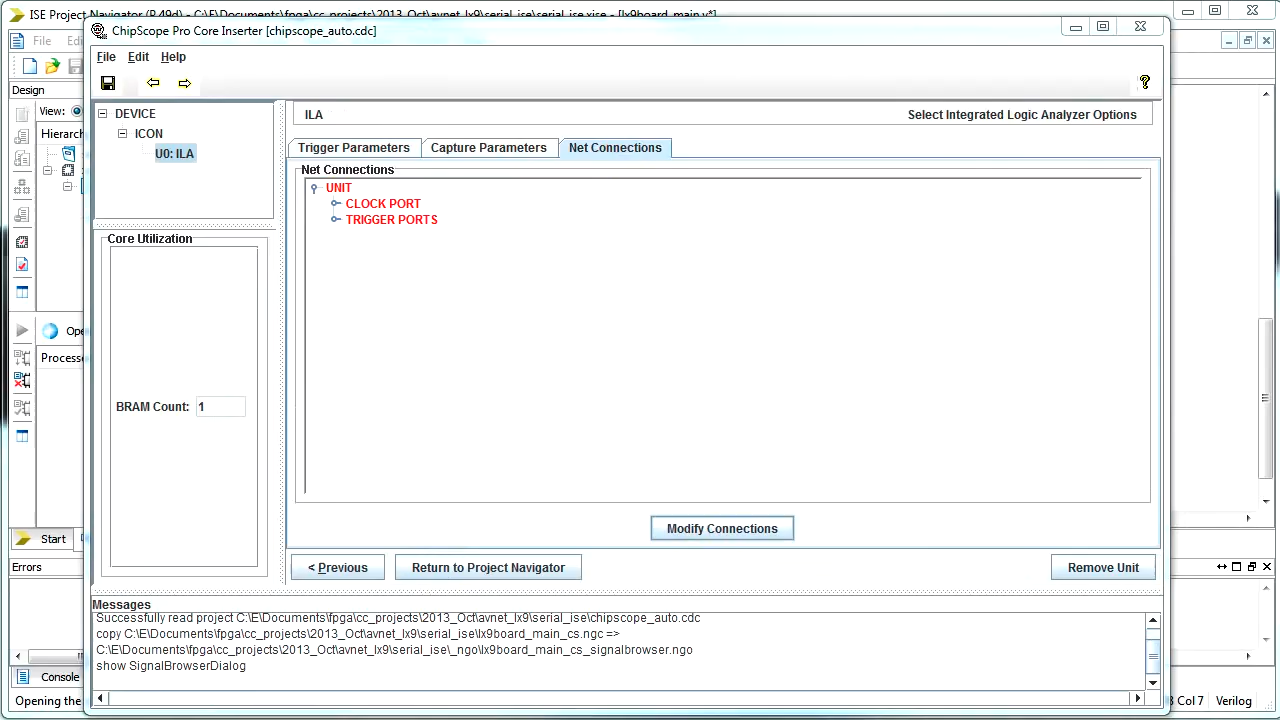 ISE Project Navigator (P.49d) - C:\E\Documents\fpga\cc_projects\2013_Oct\avnet_lx9\serial_ise\serial_ise.xise - [lx9board_main.v*]
ChipScope Pro Core Inserter [chipscope_auto.cdc]
File
File Edit Help
Design
View:
Hierarch
Ope
Processe
Start
Errors
Console
Opening the
DEVICE
ICON
U0: ILA
Core Utilization
BRAM Count: 1
ILA
Select Integrated Logic Analyzer Options
Trigger Parameters Capture Parameters Net Connections
Net Connections
UNIT
CLOCK PORT
TRIGGER PORTS
Modify Connections
< Previous Return to Project Navigator Remove Unit
Messages
Successfully read project C:\E\Documents\fpga\cc_projects\2013_Oct\avnet_lx9\serial_ise\chipscope_auto.cdc
copy C:\E\Documents\fpga\cc_projects\2013_Oct\avnet_lx9\serial_ise\lx9board_main_cs.ngc =>
C:\E\Documents\fpga\cc_projects\2013_Oct\avnet_lx9\serial_ise\_ngo\lx9board_main_cs_signalbrowser.ngo
show SignalBrowserDialog
Col 7 Verilog